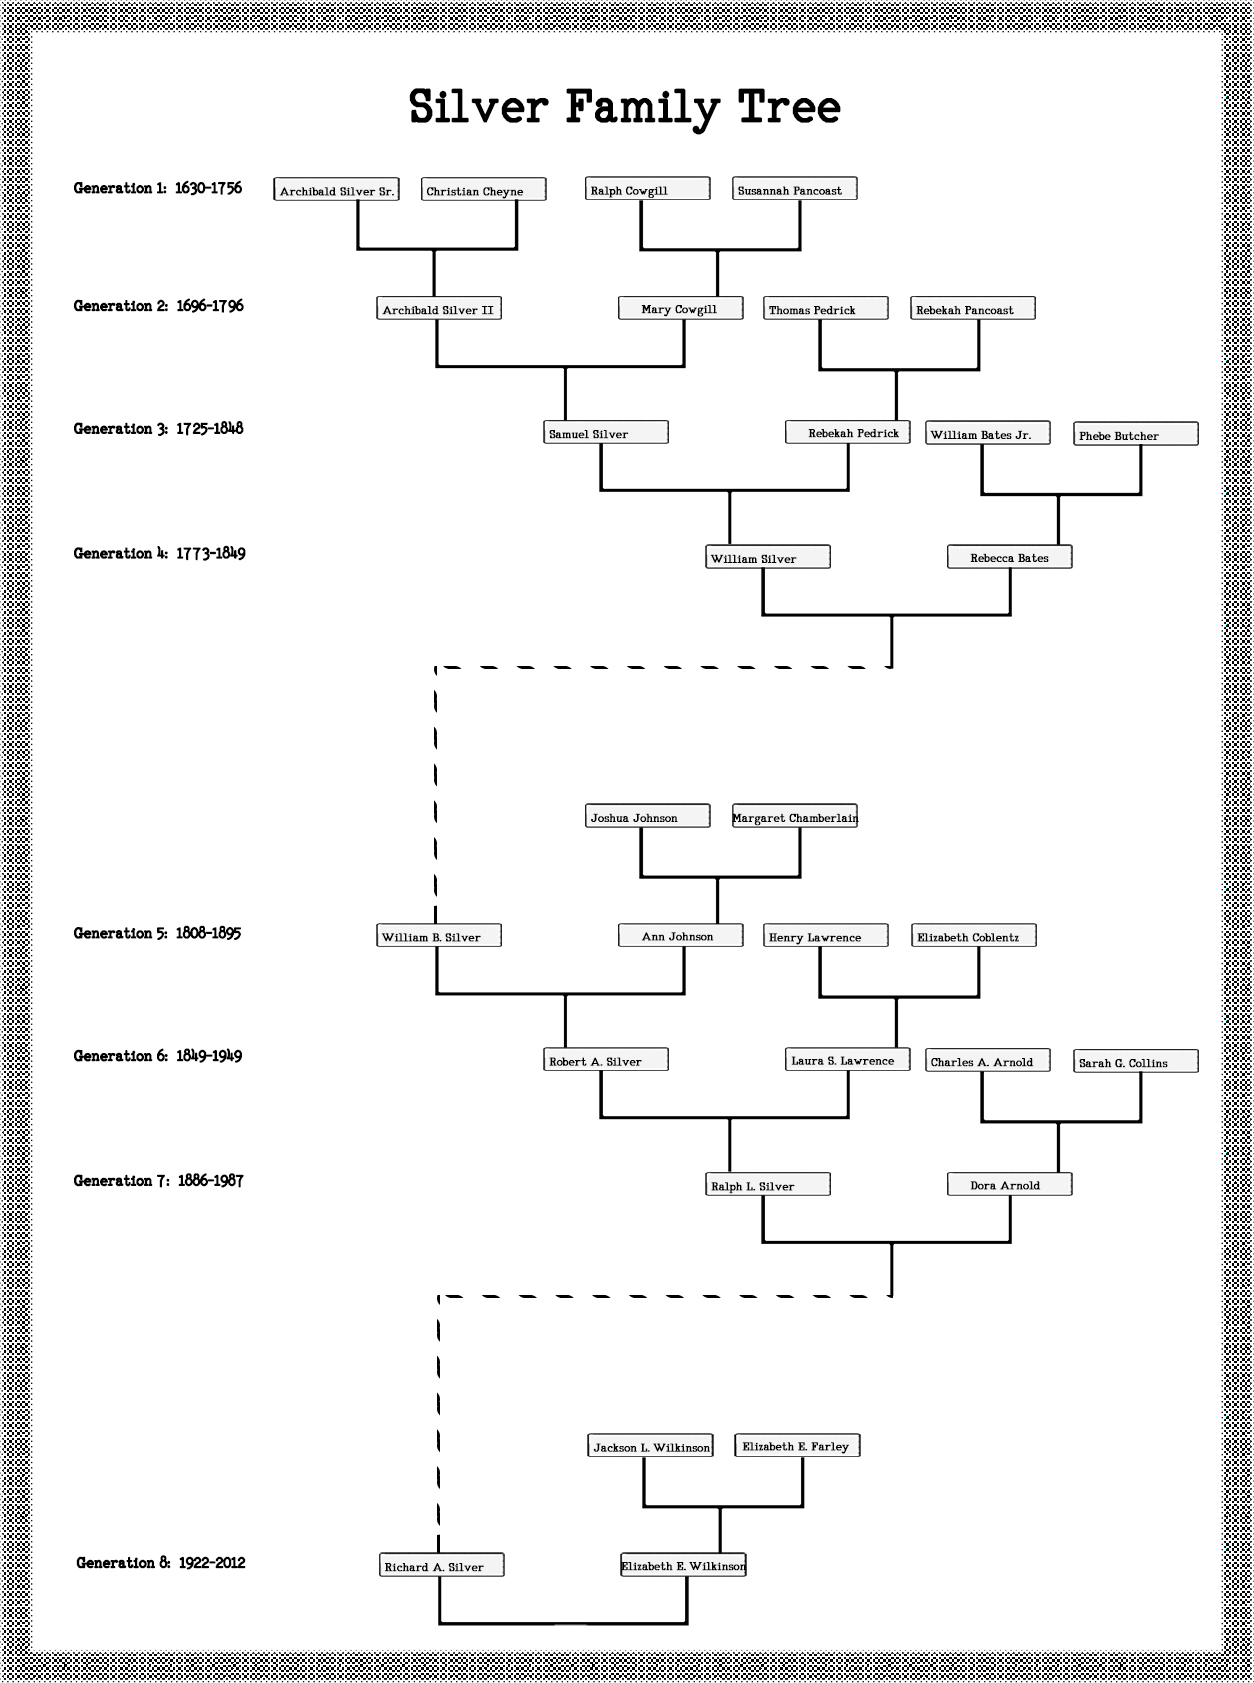 Silver Family Tree
Generation 1: 1630-1756
Archibald Silver Sr.
Christian Cheyne
Ralph Cowgill
Susannah Pancoast
Generation 2: 1696-1796
Archibald Silver II
Mary Cowgill
Thomas Pedrick
Rebekah Pancoast
Generation 3: 1725-1848
Samuel Silver
Rebekah Pedrick
William Bates Jr.
Phebe Butcher
Generation 4: 1773-1849
William Silver
Rebecca Bates
Joshua Johnson
Margaret Chamberlain
Generation 5: 1808-1895
William B. Silver
Ann Johnson
Henry Lawrence
Elizabeth Coblentz
Generation 6: 1849-1949
Robert A. Silver
Laura S. Lawrence
Charles A. Arnold
Sarah G. Collins
Generation 7: 1886-1987
Ralph L. Silver
Dora Arnold
Jackson L. Wilkinson
Elizabeth E. Farley
Generation 8: 1922-2012
Richard A. Silver
Elizabeth E. Wilkinson